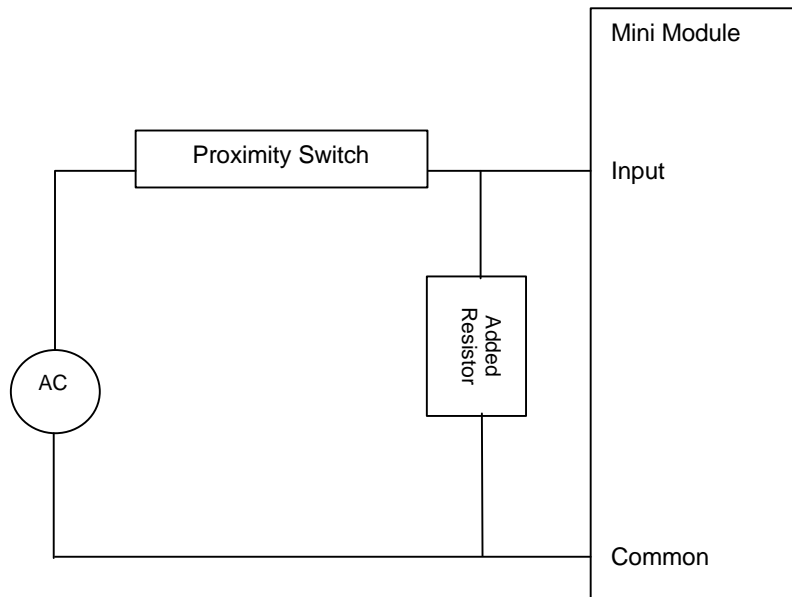 Mini Module
Proximity Switch
Input
Added
Resistor
AC
Common